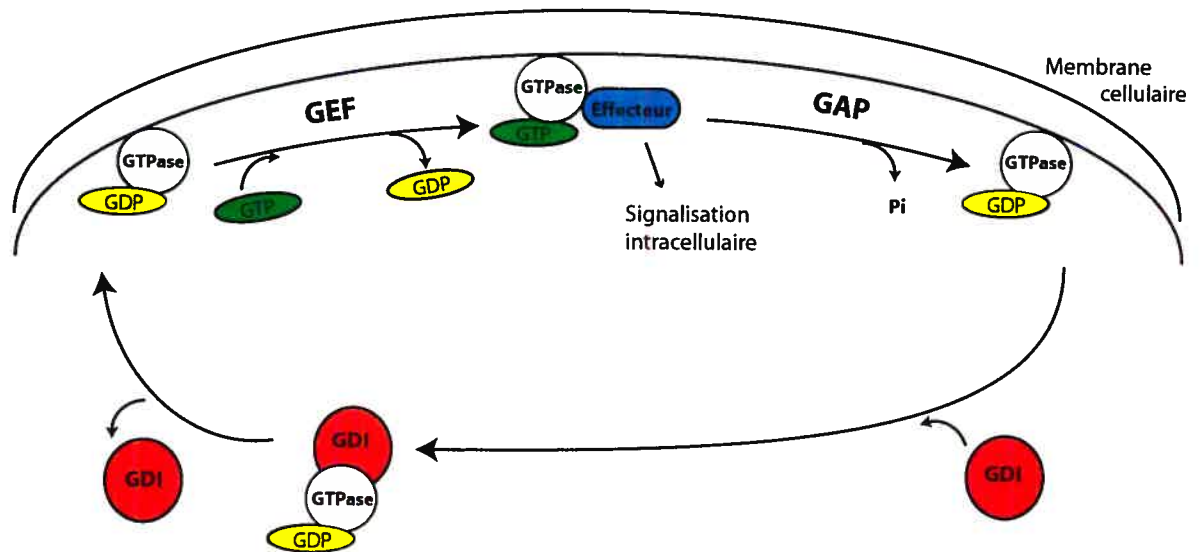 Membrane
cellulaire
GTPase
GDP
GEF
GTP
GDP
GTPase
GTP
Effecteur
Signalisation
intracellulaire
GAP
Pi
GTPase
GDP
GDI
GDI
GTPase
GDP
GDI